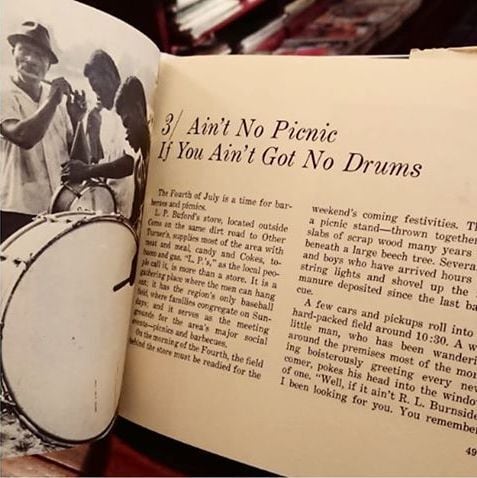 3/ Ain't No Picnic
If You Ain't Got No Drums
The Fourth of July is a time for bar-
becues and picnics.
L. P. Buford's store, located outside
Como on the same dirt road to Other
Turner's, supplies most of the area with
meat and meal, candy and Cokes, to-
bacco and gas. "L. P.'s," as the local peo-
ple call it, is more than a store. It is a
gathering place where the men can hang
out; it has the region's only baseball
field, where families congregate on Sun-
days; and it serves as the meeting
grounds for the area's major social
events—picnics and barbecues.
On the morning of the Fourth, the field
behind the store must be readied for the
weekend's coming festivities. Th
a picnic stand—thrown together
slabs of scrap wood many years
beneath a large beech tree. Severa
and boys who have arrived hours
string lights and shovel up the
manure deposited since the last ba
cue.
A few cars and pickups roll into
hard-packed field around 10:30. A w
little man, who has been wanderi
around the premises most of the mor
ing boisterously greeting every new
comer, pokes his head into the windo
of one. "Well, if it ain't R. L. Burnside
I been looking for you. You remembe
49